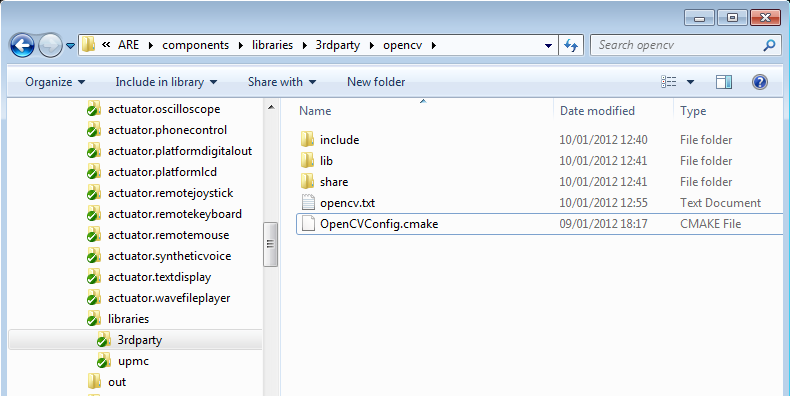 « ARE ▸ components ▸ libraries ▸ 3rdparty ▸ opencv ▸ Search opencv
Organize Include in library Share with New folder
actuator.oscilloscope
actuator.phonecontrol
actuator.platformdigitalout
actuator.platformlcd
actuator.remotejoystick
actuator.remotekeyboard
actuator.remotemouse
actuator.syntheticvoice
actuator.textdisplay
actuator.wavefileplayer
libraries
3rdparty
upmc
out
Name Date modified Type
include 10/01/2012 12:40 File folder
lib 10/01/2012 12:41 File folder
share 10/01/2012 12:41 File folder
opencv.txt 10/01/2012 12:55 Text Document
OpenCVConfig.cmake 09/01/2012 18:17 CMAKE File